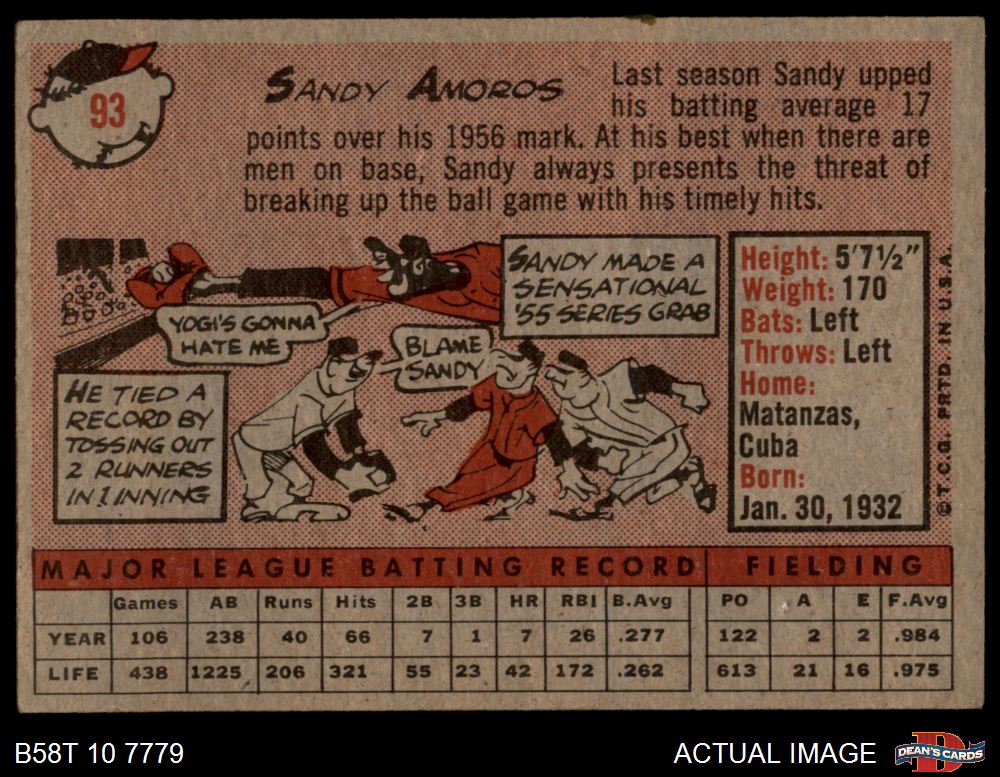 93
SANDY AMOROS
Last season Sandy upped
his batting average 17
points over his 1956 mark. At his best when there are
men on base, Sandy always presents the threat of
breaking up the ball game with his timely hits.
YOGI'S GONNA
HATE ME
SANDY MADE A
SENSATIONAL
'55 SERIES GRAB
BLAME
SANDY
HE TIED A
RECORD BY
TOSSING OUT
2 RUNNERS
IN 1 INNING
Height: 5'7½"
Weight: 170
Bats: Left
Throws: Left
Home:
Matanzas,
Cuba
Born:
Jan. 30, 1932
© T.C.G. PRTD. IN U.S.A.
MAJOR LEAGUE BATTING RECORD FIELDING
Games AB Runs Hits 2B 3B HR RBI B.Avg PO A E F.Avg
YEAR 106 238 40 66 7 1 7 26 .277 122 2 2 .984
LIFE 438 1225 206 321 55 23 42 172 .262 613 21 16 .975
B58T 10 7779 ACTUAL IMAGE
DEAN'S CARDS